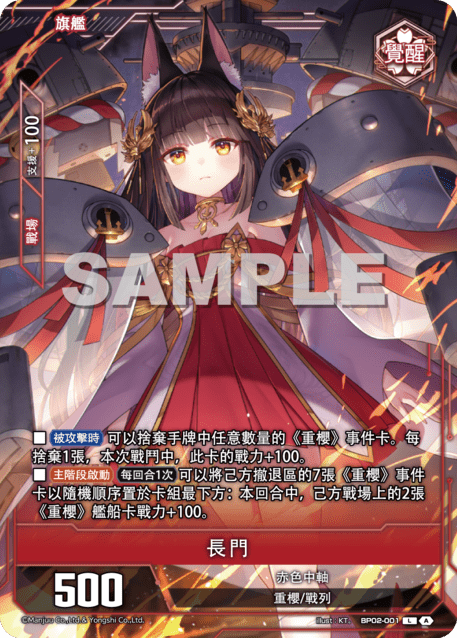 旗艦
覺醒
支援+100
戰場
SAMPLE
■ 被攻擊時 可以捨棄手牌中任意數量的《重櫻》事件卡。每
捨棄1張，本次戰鬥中，此卡的戰力+100。
■ 主階段啟動 每回合1次 可以將己方撤退區的7張《重櫻》事件
卡以隨機順序置於卡組最下方：本回合中，己方戰場上的2張
《重櫻》艦船卡戰力+100。
長門
500
赤色中軸
重櫻/戰列
©Manjuu Co.,Ltd & Yongshi Co.,Ltd.
illust : KT. BP02-001 L A